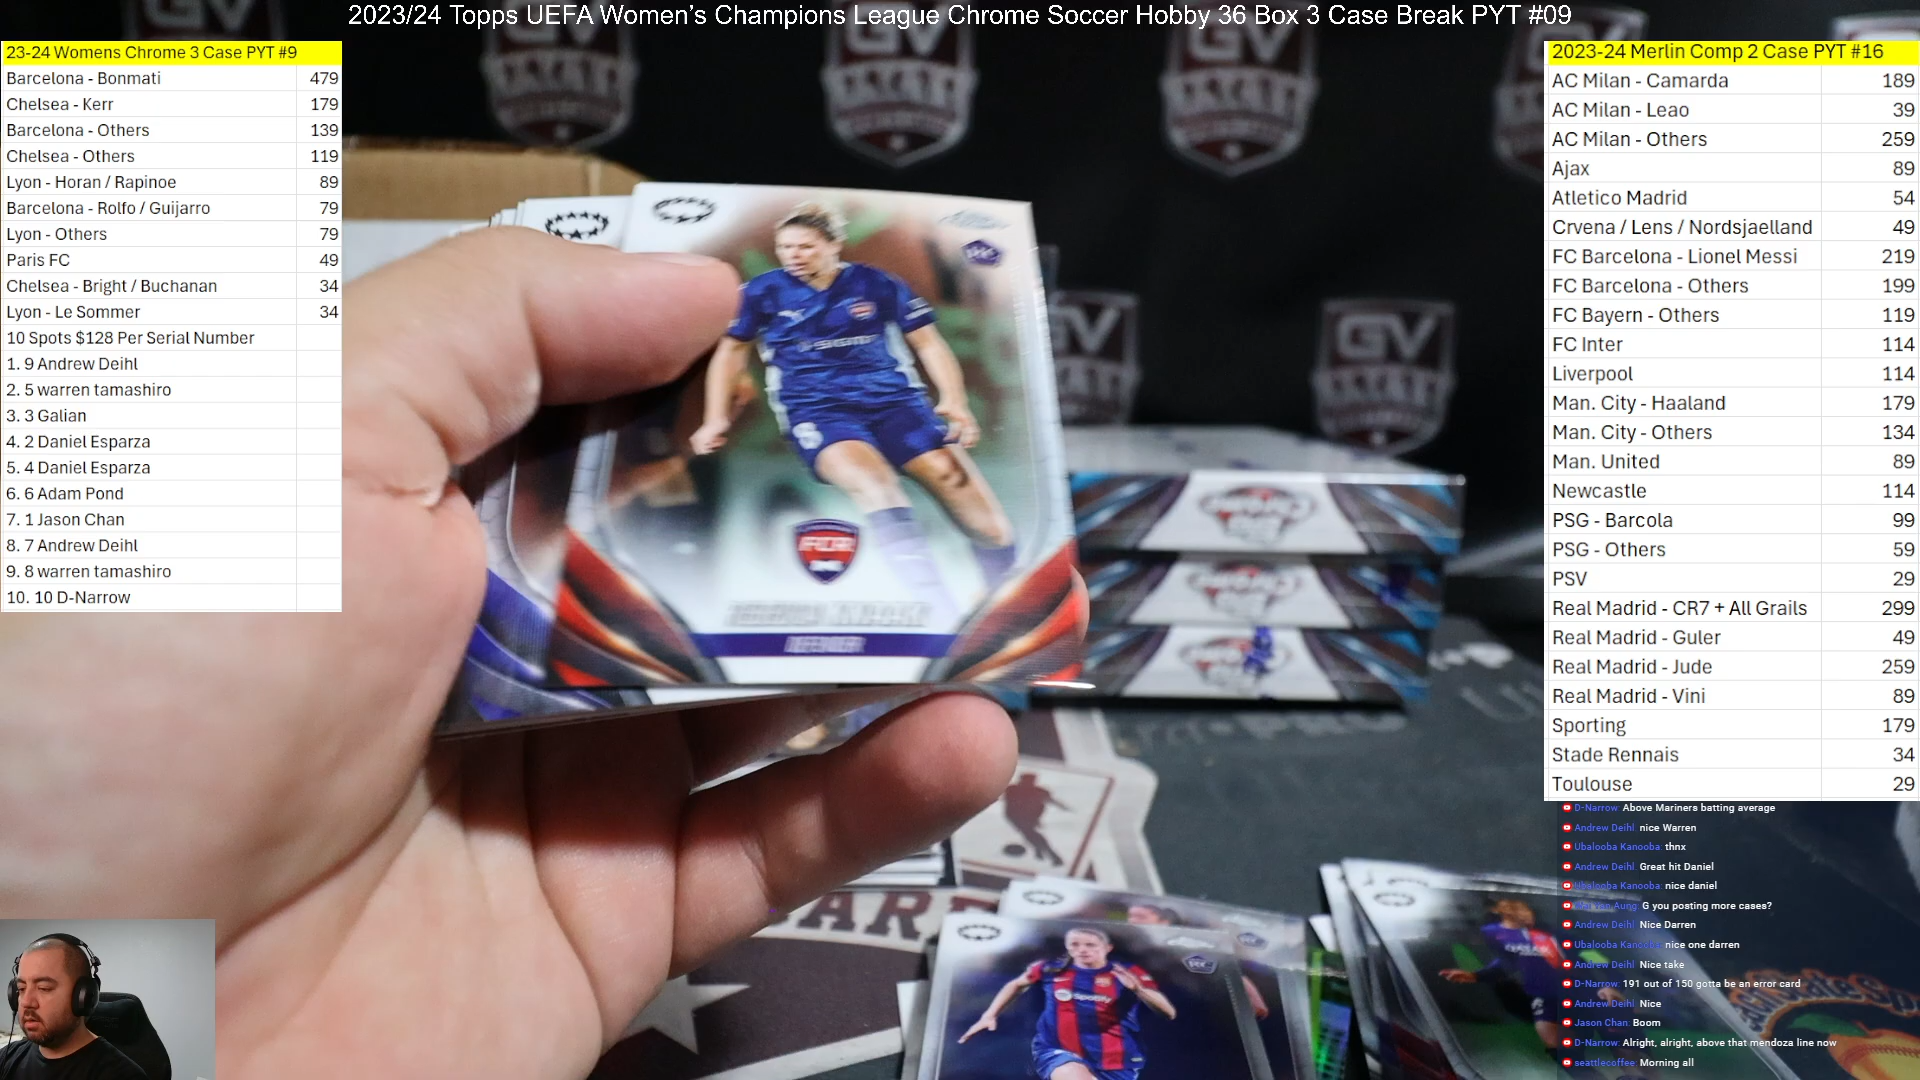 2023/24 Topps UEFA Women's Champions League Chrome Soccer Hobby 36 Box 3 Case Break PYT #09
23-24 Womens Chrome 3 Case PYT #9
Barcelona - Bonmati 479
Chelsea - Kerr 179
Barcelona - Others 139
Chelsea - Others 119
Lyon - Horan / Rapinoe 89
Barcelona - Rolfo / Guijarro 79
Lyon - Others 79
Paris FC 49
Chelsea - Bright / Buchanan 34
Lyon - Le Sommer 34
10 Spots $128 Per Serial Number
1. 9 Andrew Deihl
2. 5 warren tamashiro
3. 3 Galian
4. 2 Daniel Esparza
5. 4 Daniel Esparza
6. 6 Adam Pond
7. 1 Jason Chan
8. 7 Andrew Deihl
9. 8 warren tamashiro
10. 10 D-Narrow
2023-24 Merlin Comp 2 Case PYT #16
AC Milan - Camarda 189
AC Milan - Leao 39
AC Milan - Others 259
Ajax 89
Atletico Madrid 54
Crvena / Lens / Nordsjaelland 49
FC Barcelona - Lionel Messi 219
FC Barcelona - Others 199
FC Bayern - Others 119
FC Inter 114
Liverpool 114
Man. City - Haaland 179
Man. City - Others 134
Man. United 89
Newcastle 114
PSG - Barcola 99
PSG - Others 59
PSV 29
Real Madrid - CR7 + All Grails 299
Real Madrid - Guler 49
Real Madrid - Jude 259
Real Madrid - Vini 89
Sporting 179
Stade Rennais 34
Toulouse 29
D-Narrow: Above Mariners batting average
Andrew Deihl: nice Warren
Ubalooba Kanooba: thnx
Andrew Deihl: Great hit Daniel
Ubalooba Kanooba: nice daniel
G you posting more cases?
Andrew Deihl: Nice Darren
Ubalooba Kanooba: nice one darren
Andrew Deihl: Nice take
D-Narrow: 191 out of 150 gotta be an error card
Andrew Deihl: Nice
Jason Chan: Boom
D-Narrow: Alright, alright, above that mendoza line now
seattlecoffee: Morning all
GV
GV
RC
FCR
Spotify
RC